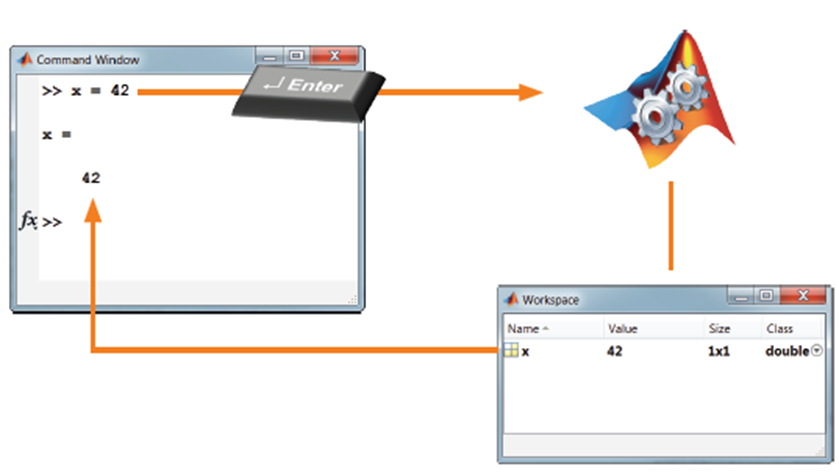 Command Window
>> x = 42
Enter
x =
42
fx >>
Workspace
Name Value Size Class
x 42 1x1 double